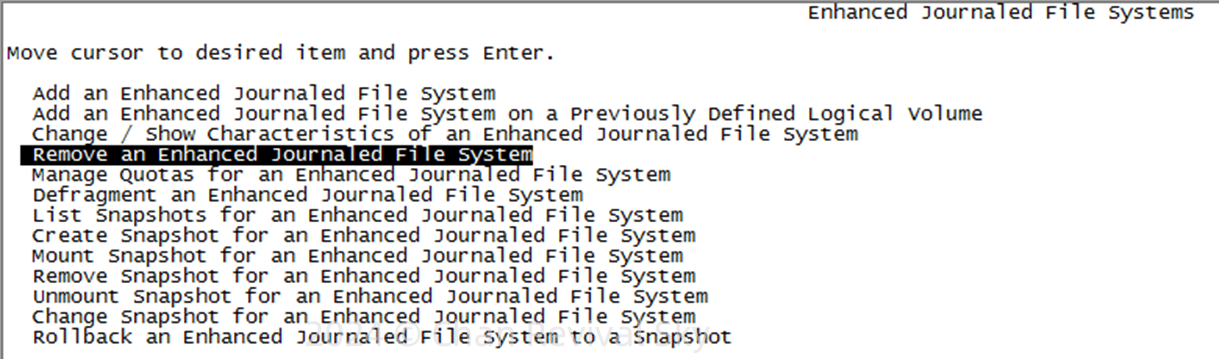 Enhanced Journaled File Systems
Move cursor to desired item and press Enter.
Add an Enhanced Journaled File System
Add an Enhanced Journaled File System on a Previously Defined Logical Volume
Change / Show Characteristics of an Enhanced Journaled File System
Remove an Enhanced Journaled File System
Manage Quotas for an Enhanced Journaled File System
Defragment an Enhanced Journaled File System
List Snapshots for an Enhanced Journaled File System
Create Snapshot for an Enhanced Journaled File System
Mount Snapshot for an Enhanced Journaled File System
Remove Snapshot for an Enhanced Journaled File System
Unmount Snapshot for an Enhanced Journaled File System
Change Snapshot for an Enhanced Journaled File System
Rollback an Enhanced Journaled File System to a Snapshot
2024 © Chan Revival Sky